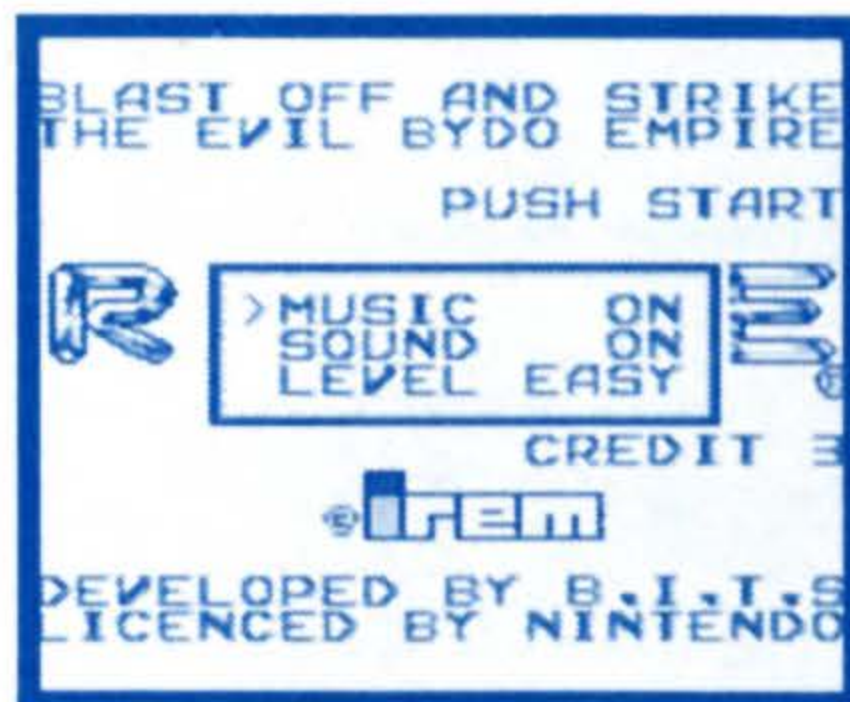 BLAST OFF AND STRIKE
THE EVIL BYDO EMPIRE
PUSH START
R E
>MUSIC ON
SOUND ON
LEVEL EASY
CREDIT 3
® irem
DEVELOPED BY B.I.T.S
LICENCED BY NINTENDO